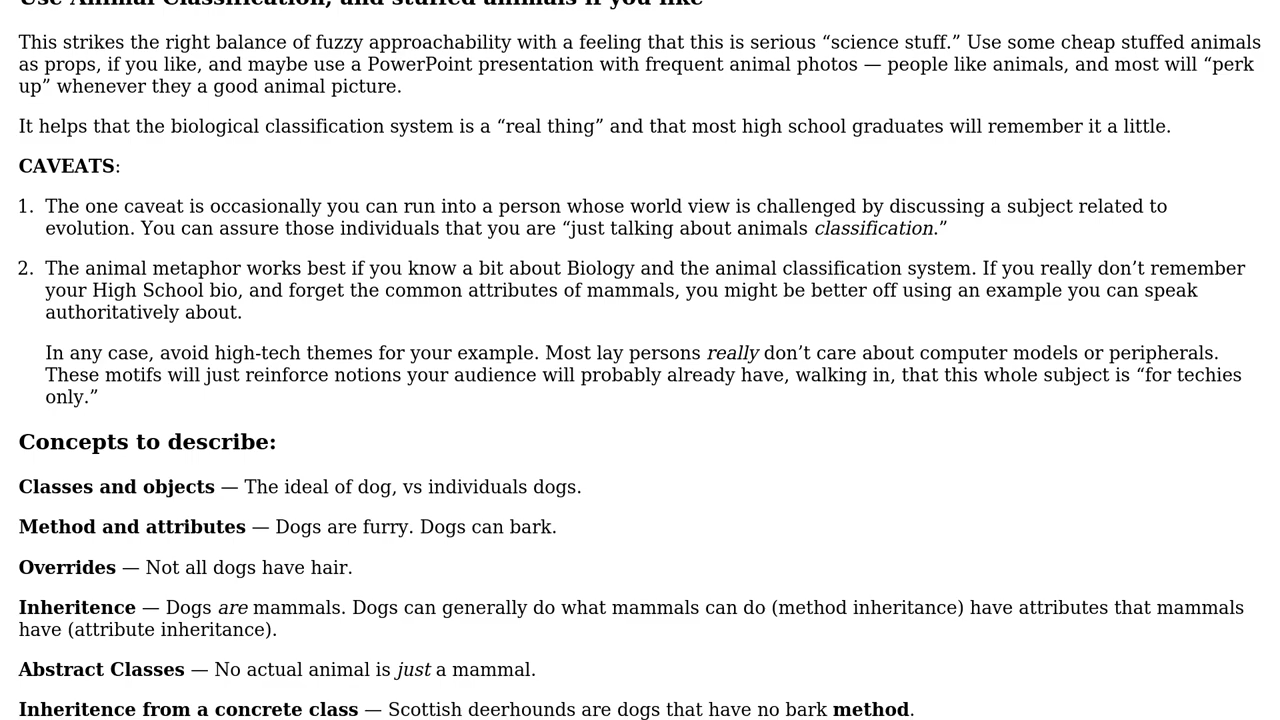 Use Animal Classification, and stuffed animals if you like
This strikes the right balance of fuzzy approachability with a feeling that this is serious “science stuff.” Use some cheap stuffed animals
as props, if you like, and maybe use a PowerPoint presentation with frequent animal photos — people like animals, and most will “perk
up” whenever they a good animal picture.
It helps that the biological classification system is a “real thing” and that most high school graduates will remember it a little.
CAVEATS:
1. The one caveat is occasionally you can run into a person whose world view is challenged by discussing a subject related to
evolution. You can assure those individuals that you are “just talking about animals classification.”
2. The animal metaphor works best if you know a bit about Biology and the animal classification system. If you really don’t remember
your High School bio, and forget the common attributes of mammals, you might be better off using an example you can speak
authoritatively about.
In any case, avoid high-tech themes for your example. Most lay persons really don’t care about computer models or peripherals.
These motifs will just reinforce notions your audience will probably already have, walking in, that this whole subject is “for techies
only.”
Concepts to describe:
Classes and objects — The ideal of dog, vs individuals dogs.
Method and attributes — Dogs are furry. Dogs can bark.
Overrides — Not all dogs have hair.
Inheritence — Dogs are mammals. Dogs can generally do what mammals can do (method inheritance) have attributes that mammals
have (attribute inheritance).
Abstract Classes — No actual animal is just a mammal.
Inheritence from a concrete class — Scottish deerhounds are dogs that have no bark method.